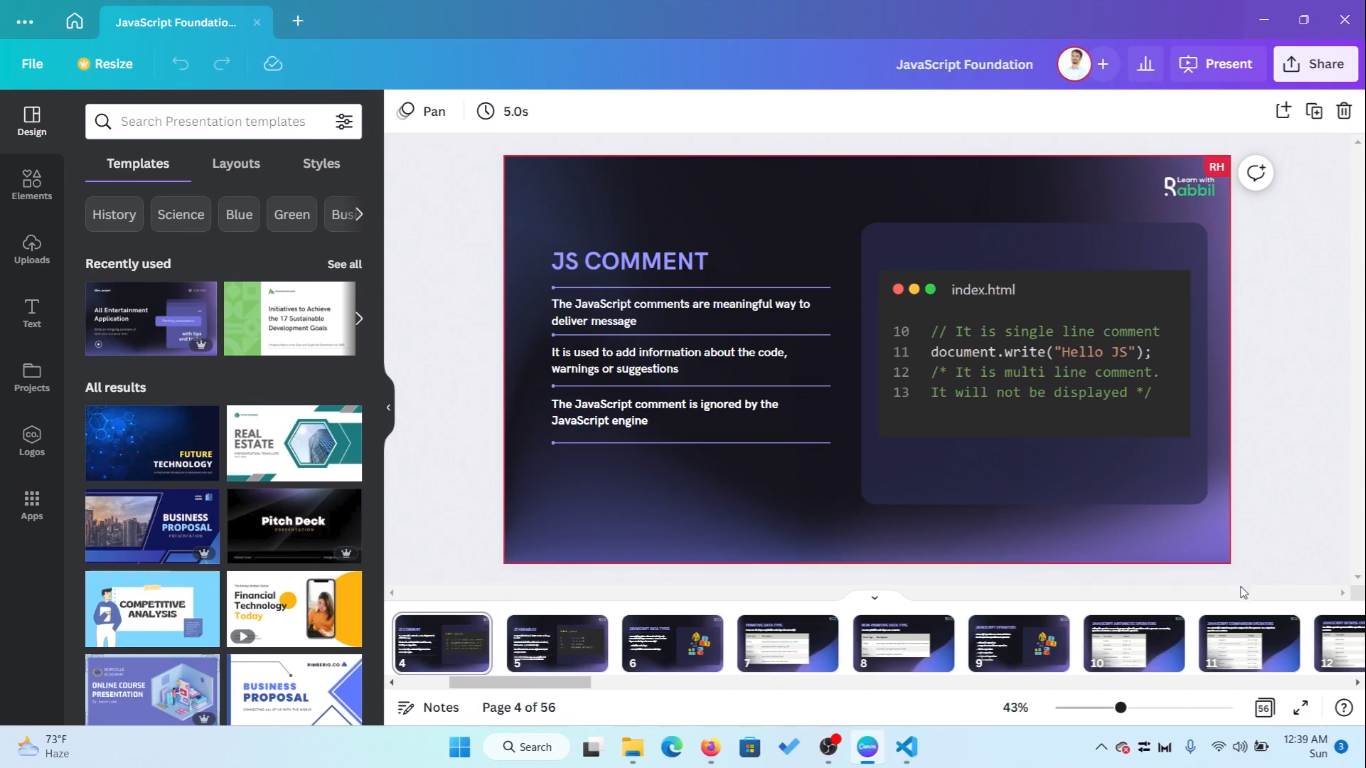 JavaScript Foundatio...
File
Resize
JavaScript Foundation
Present
Share
Design
Elements
Uploads
Text
Projects
Logos
Apps
Search Presentation templates
Templates
Layouts
Styles
History
Science
Blue
Green
Bus
Recently used
See all
All Entertainment
Application
Initiatives to Achieve
the 17 Sustainable
Development Goals
All results
FUTURE
TECHNOLOGY
REAL
ESTATE
BUSINESS
PROPOSAL
PRESENTATION
Pitch Deck
PRESENTATION
COMPETITIVE
ANALYSIS
Financial
Technology
Today
ONLINE COURSE
PRESENTATION
BUSINESS
PROPOSAL
Pan
5.0s
RH
Learn with
Rabbil
JS COMMENT
The JavaScript comments are meaningful way to
deliver message
It is used to add information about the code,
warnings or suggestions
The JavaScript comment is ignored by the
JavaScript engine
index.html
10 // It is single line comment
11 document.write("Hello JS");
12 /* It is multi line comment.
13 It will not be displayed */
4
5
6
7
8
9
10
11
12
Notes
Page 4 of 56
43%
56
73°F
Haze
Search
Canva
12:39 AM
Sun
3